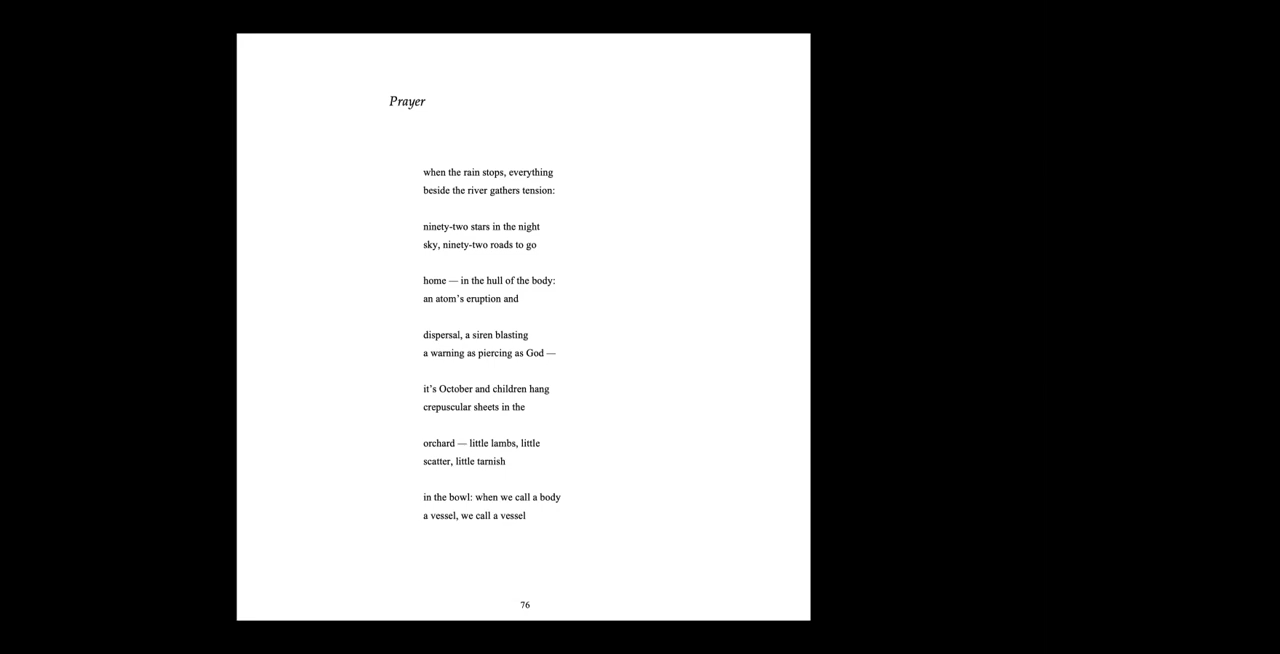 Prayer
when the rain stops, everything
beside the river gathers tension:
ninety-two stars in the night
sky, ninety-two roads to go
home — in the hull of the body:
an atom’s eruption and
dispersal, a siren blasting
a warning as piercing as God —
it’s October and children hang
crepuscular sheets in the
orchard — little lambs, little
scatter, little tarnish
in the bowl: when we call a body
a vessel, we call a vessel
76